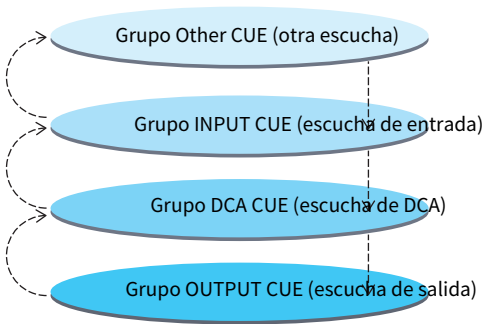 Grupo Other CUE (otra escucha)
Grupo INPUT CUE (escucha de entrada)
Grupo DCA CUE (escucha de DCA)
Grupo OUTPUT CUE (escucha de salida)